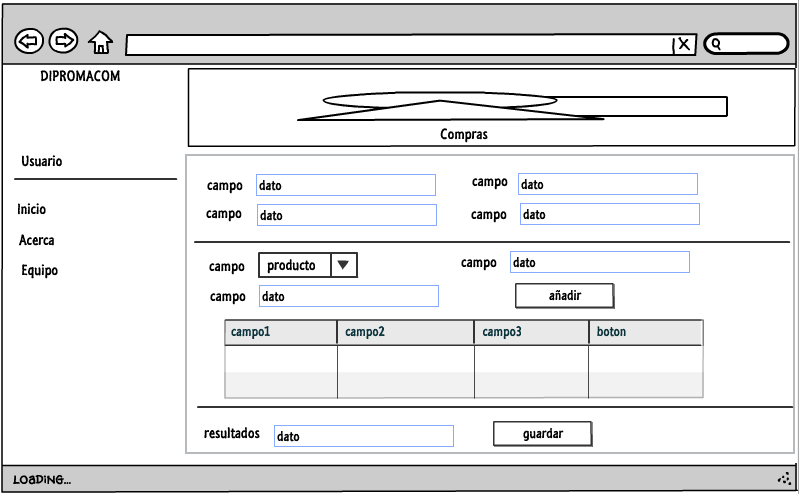 DIPROMACOM
Compras
Usuario
Inicio
Acerca
Equipo
campo dato campo dato
campo dato campo dato
campo producto campo dato
campo dato añadir
campo1 campo2 campo3 boton
resultados dato guardar
LOADING...